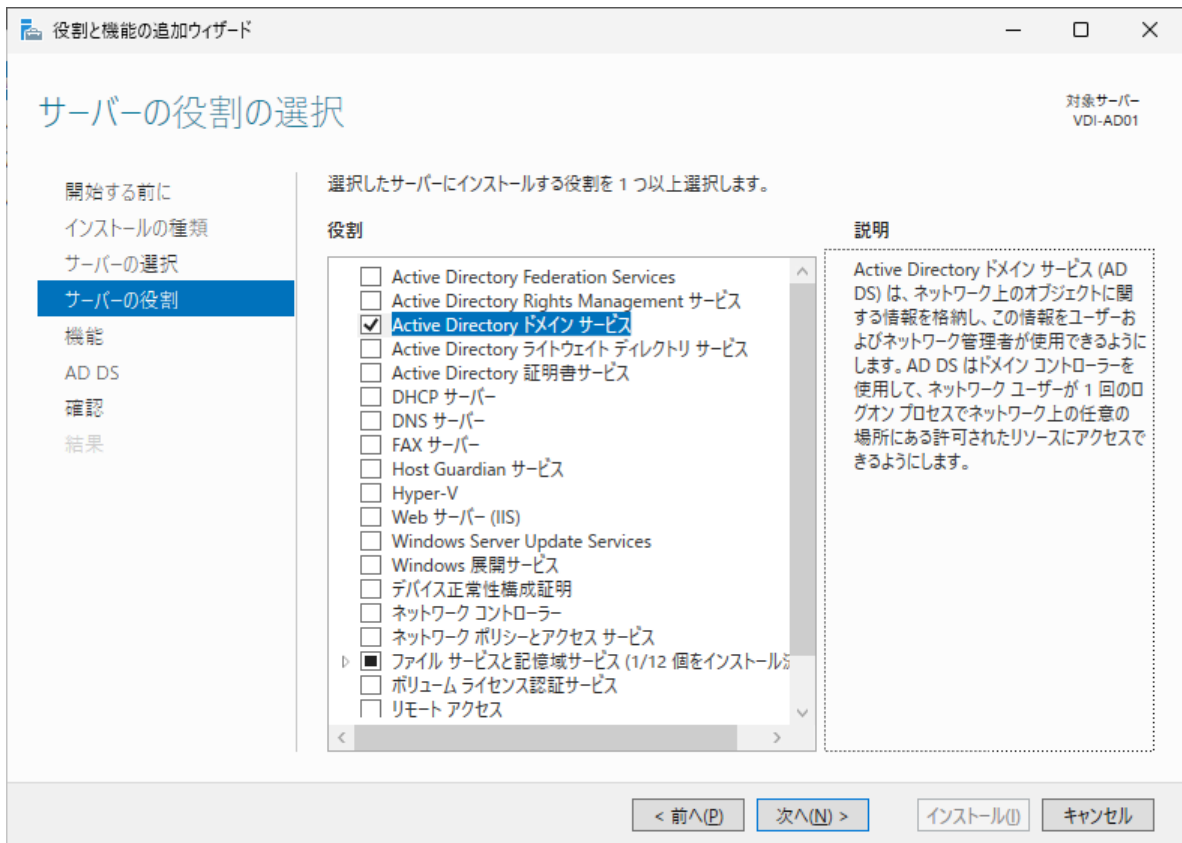 役割と機能の追加ウィザード
サーバーの役割の選択
対象サーバー
VDI-AD01
開始する前に
インストールの種類
サーバーの選択
サーバーの役割
機能
AD DS
確認
結果
選択したサーバーにインストールする役割を 1 つ以上選択します。
役割
Active Directory Federation Services
Active Directory Rights Management サービス
Active Directory ドメイン サービス
Active Directory ライトウェイト ディレクトリ サービス
Active Directory 証明書サービス
DHCP サーバー
DNS サーバー
FAX サーバー
Host Guardian サービス
Hyper-V
Web サーバー (IIS)
Windows Server Update Services
Windows 展開サービス
デバイス正常性構成証明
ネットワーク コントローラー
ネットワーク ポリシーとアクセス サービス
ファイル サービスと記憶域サービス (1/12 個をインストール
ボリューム ライセンス認証サービス
リモート アクセス
説明
Active Directory ドメイン サービス (AD
DS) は、ネットワーク上のオブジェクトに関
する情報を格納し、この情報をユーザーお
よびネットワーク管理者が使用できるように
します。AD DS はドメイン コントローラーを
使用して、ネットワーク ユーザーが 1 回のロ
グオン プロセスでネットワーク上の任意の
場所にある許可されたリソースにアクセスで
きるようにします。
< 前へ(P)
次へ(N) >
インストール(I)
キャンセル